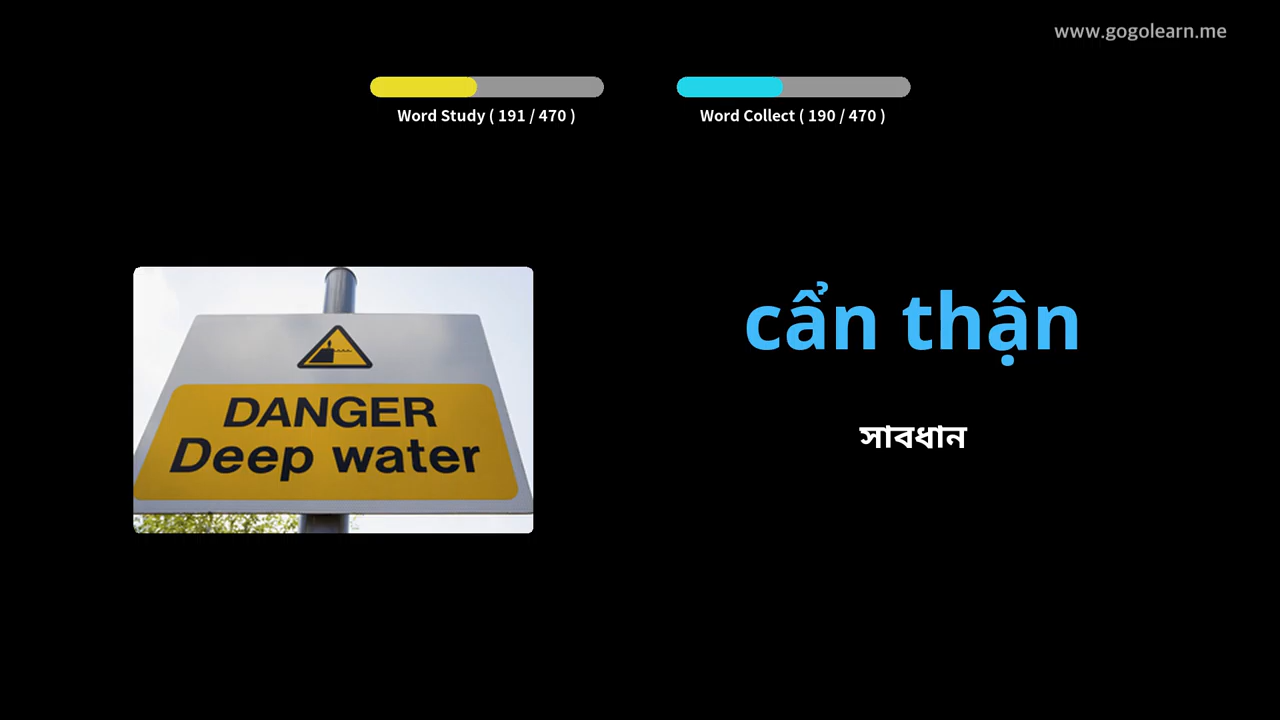 www.gogolearn.me
Word Study ( 191 / 470 )
Word Collect ( 190 / 470 )
DANGER
Deep water
cẩn thận
সাবধান